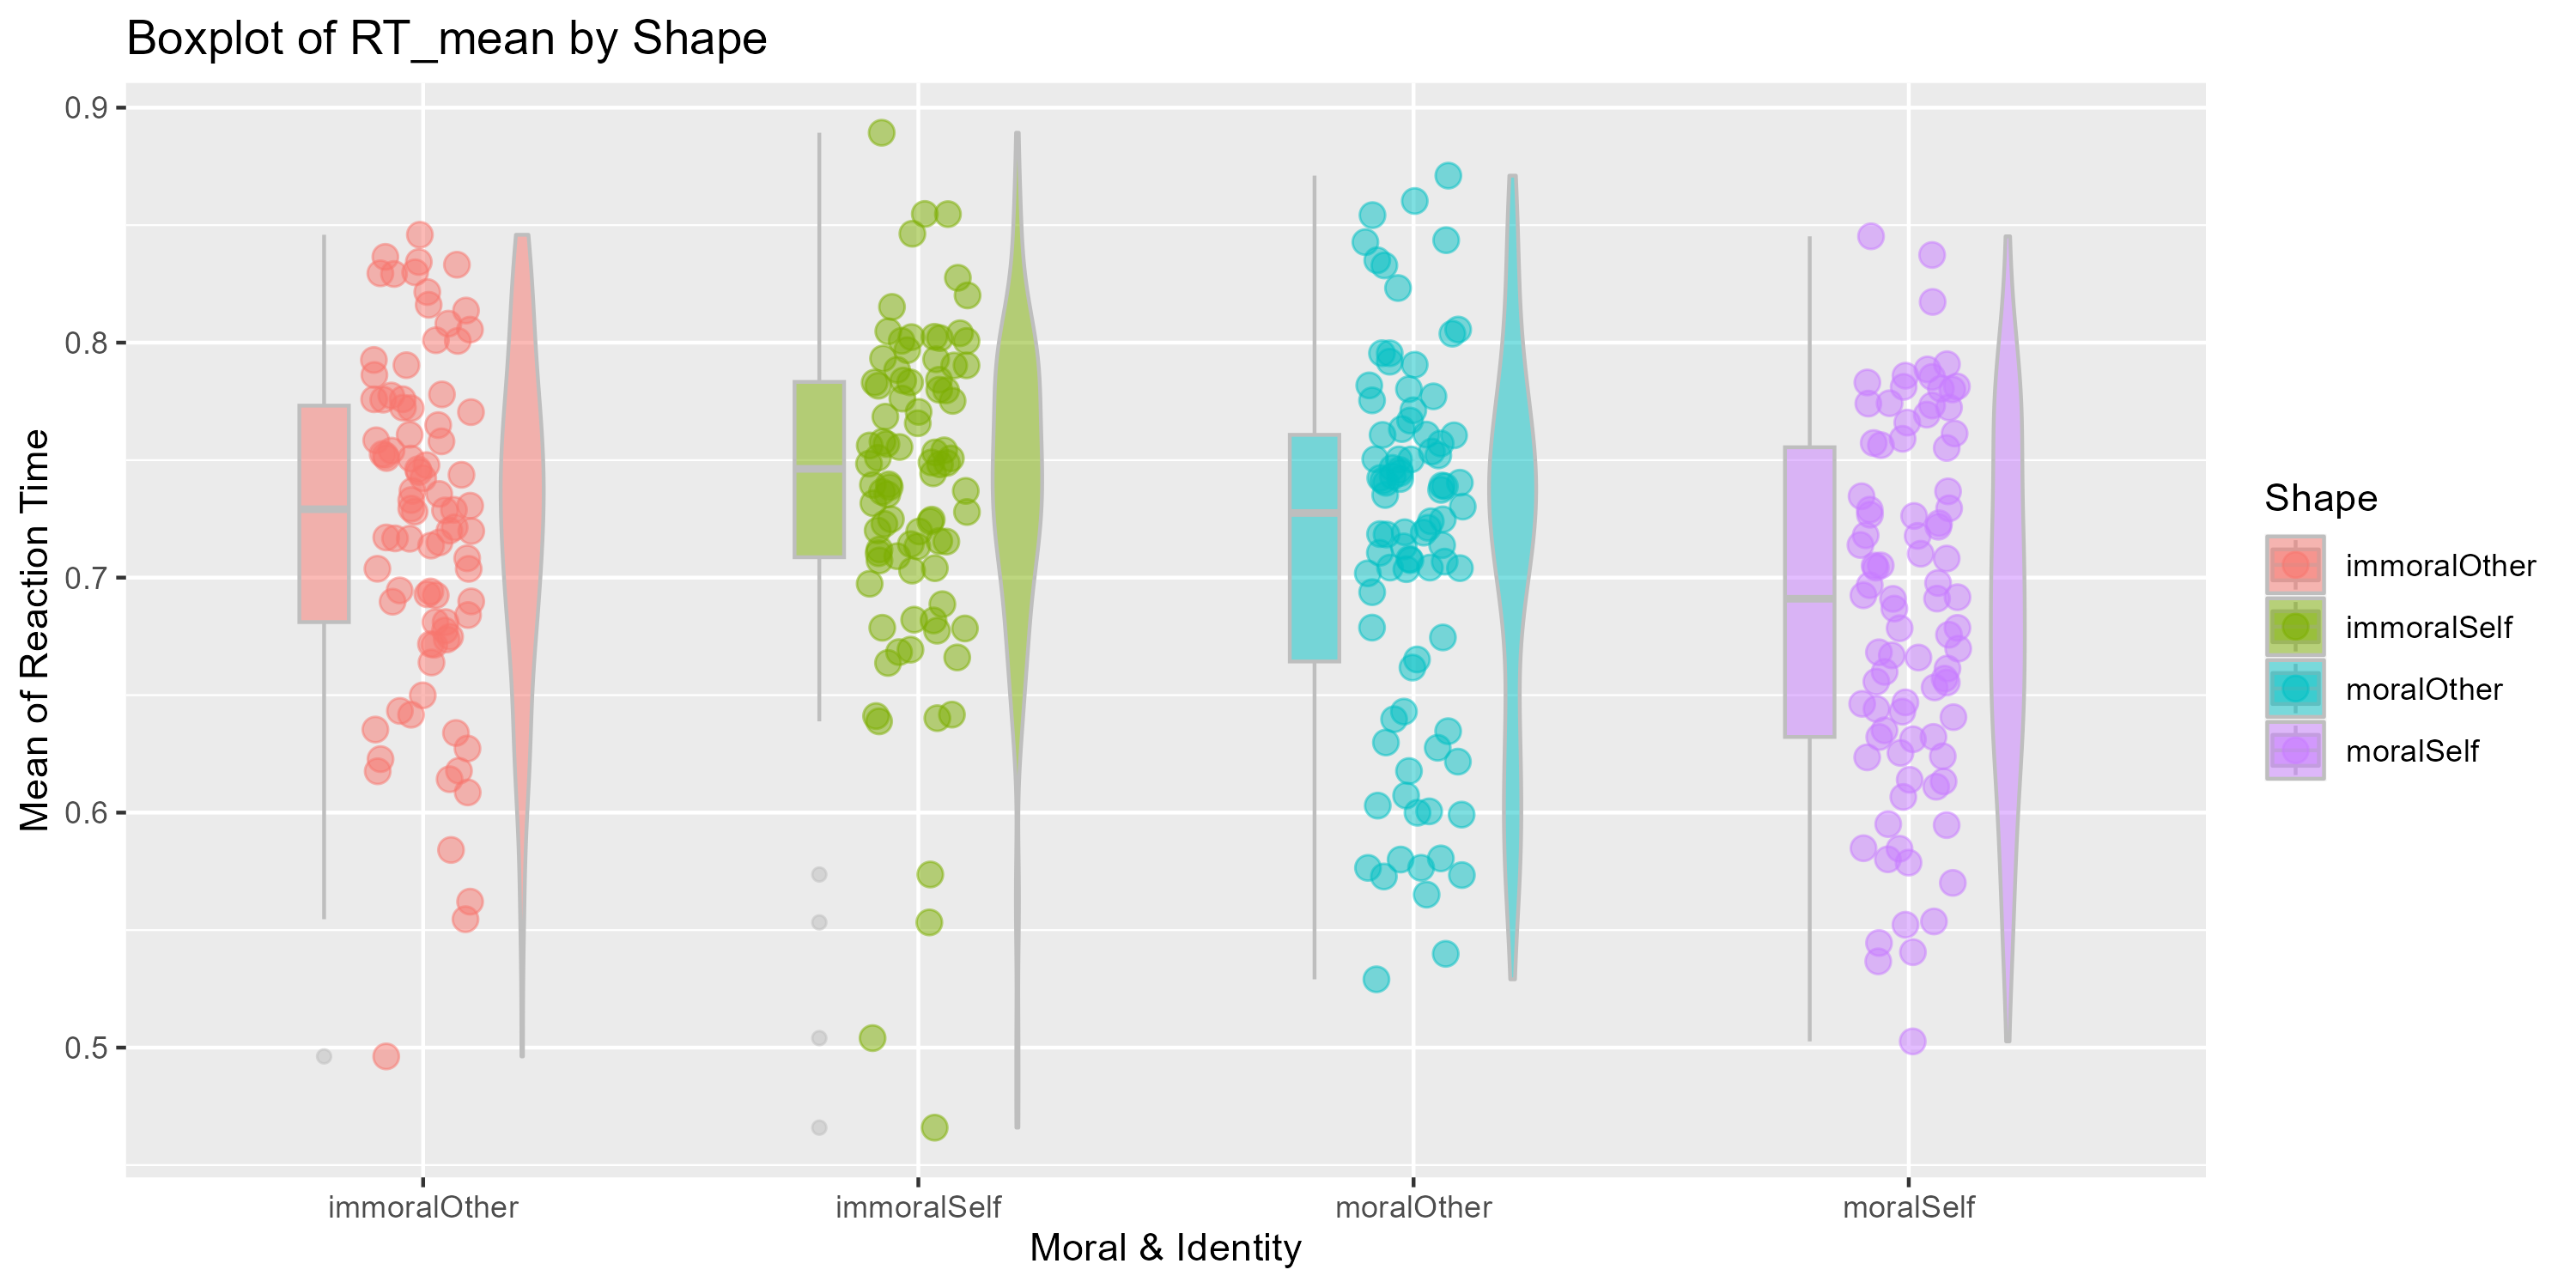 Boxplot of RT_mean by Shape
Mean of Reaction Time
0.9
0.8
0.7
0.6
0.5
immoralOther
immoralSelf
moralOther
moralSelf
Moral & Identity
Shape
immoralOther
immoralSelf
moralOther
moralSelf